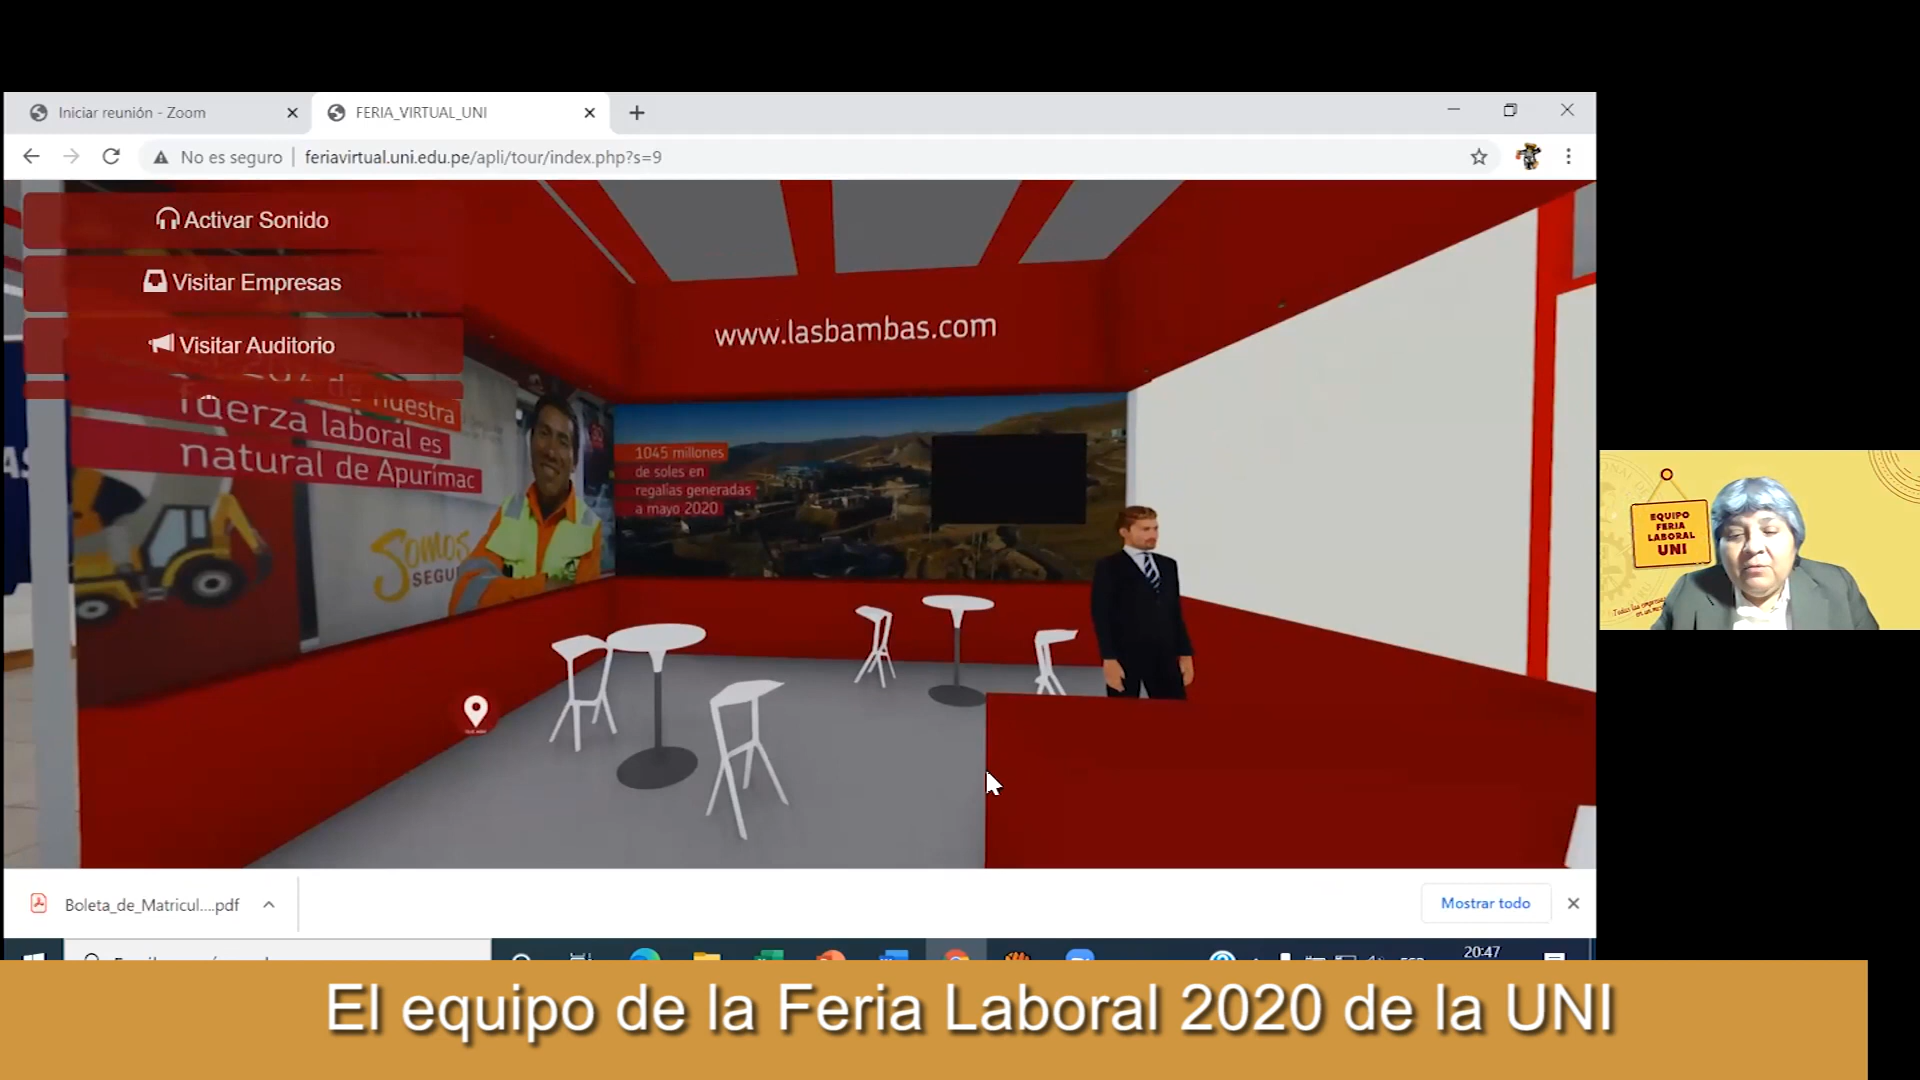 Iniciar reunión - Zoom
FERIA_VIRTUAL_UNI
No es seguro
feriavirtual.uni.edu.pe/apli/tour/index.php?s=9
Activar Sonido
Visitar Empresas
Visitar Auditorio
www.lasbambas.com
de nuestra
fuerza laboral es
natural de Apurímac
SOMOS
1045 millones
de soles en
regalías generadas
a mayo 2020
EQUIPO
FERIA
LABORAL
UNI
Boleta_de_Matricul....pdf
Mostrar todo
20:47
El equipo de la Feria Laboral 2020 de la UNI